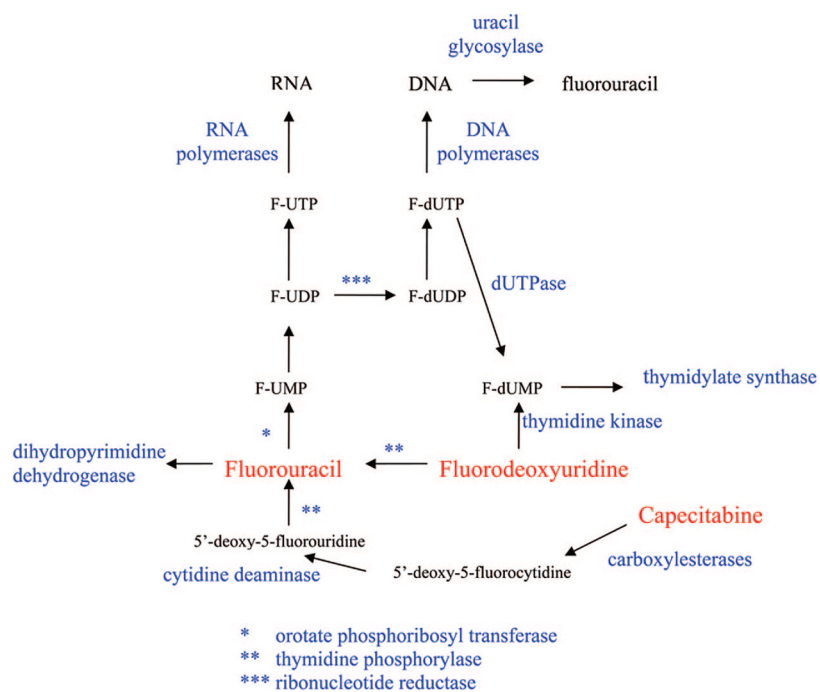 uracil
glycosylase
RNA
DNA
fluorouracil
RNA
polymerases
DNA
polymerases
F-UTP
F-dUTP
***
dUTPase
F-UDP
F-dUDP
F-UMP
F-dUMP
thymidylate synthase
*
thymidine kinase
dihydropyrimidine
dehydrogenase
Fluorouracil
**
Fluorodeoxyuridine
**
Capecitabine
5'-deoxy-5-fluorouridine
carboxylesterases
cytidine deaminase
5'-deoxy-5-fluorocytidine
* orotate phosphoribosyl transferase
** thymidine phosphorylase
*** ribonucleotide reductase